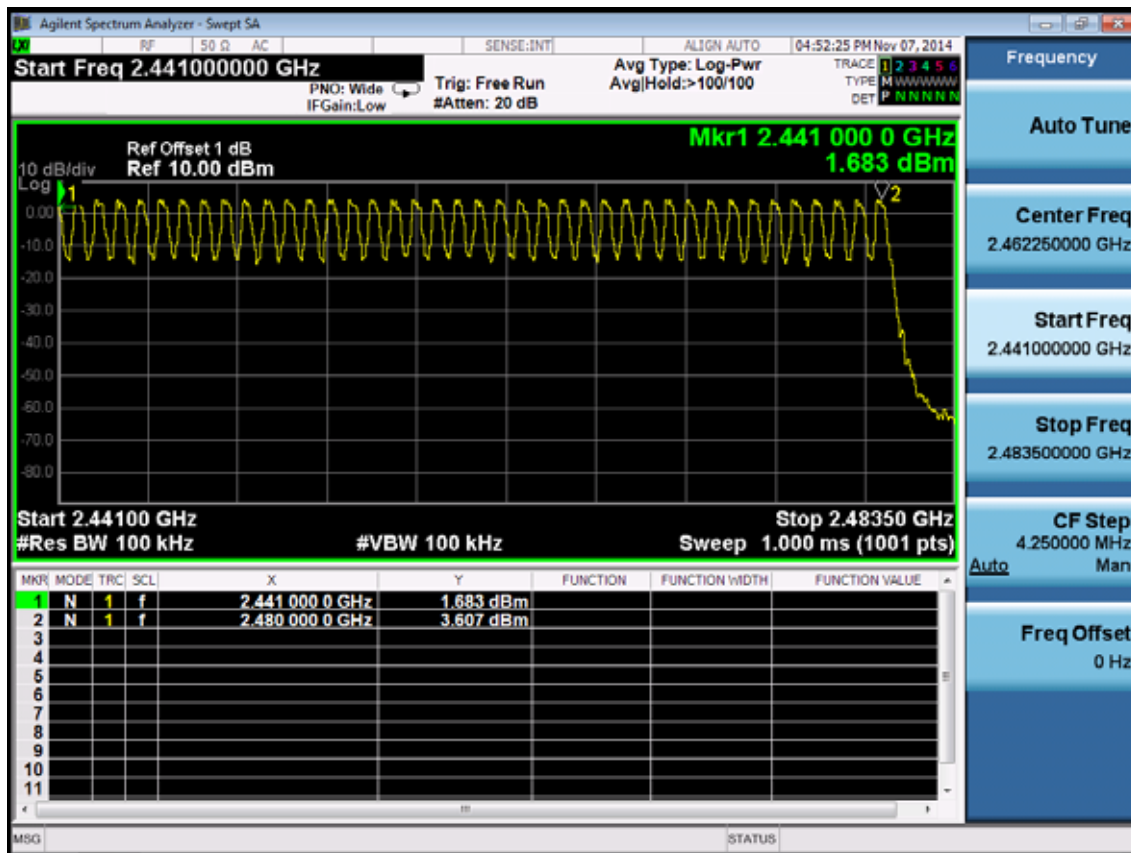 Agilent Spectrum Analyzer - Swept SA
LXI RF 50 Ω AC SENSE:INT ALIGN AUTO 04:52:25 PM Nov 07, 2014
Start Freq 2.441000000 GHz
PNO: Wide
IFGain:Low
Trig: Free Run
#Atten: 20 dB
Avg Type: Log-Pwr
Avg|Hold:>100/100
TRACE 1 2 3 4 5 6
TYPE M WWWWW
DET P N N N N N
Mkr1 2.441 000 0 GHz
1.683 dBm
Ref Offset 1 dB
10 dB/div Ref 10.00 dBm
Log
1
2
0.00
-10.0
-20.0
-30.0
-40.0
-50.0
-60.0
-70.0
-80.0
Start 2.44100 GHz Stop 2.48350 GHz
#Res BW 100 kHz #VBW 100 kHz Sweep 1.000 ms (1001 pts)
MKR MODE TRC SCL X Y FUNCTION FUNCTION WIDTH FUNCTION VALUE
1 N 1 f 2.441 000 0 GHz 1.683 dBm
2 N 1 f 2.480 000 0 GHz 3.607 dBm
3
4
5
6
7
8
9
10
11
MSG STATUS
Frequency
Auto Tune
Center Freq
2.462250000 GHz
Start Freq
2.441000000 GHz
Stop Freq
2.483500000 GHz
CF Step
4.250000 MHz
Auto Man
Freq Offset
0 Hz